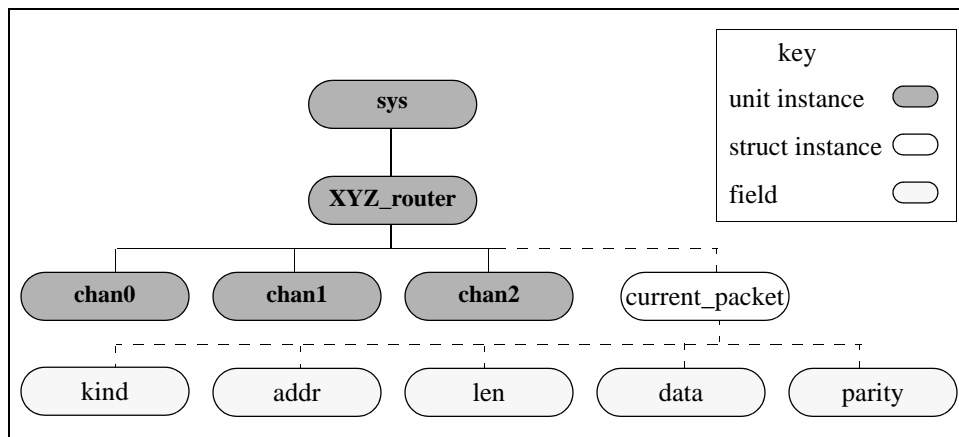 key
unit instance
struct instance
field
sys
XYZ_router
chan0
chan1
chan2
current_packet
kind
addr
len
data
parity